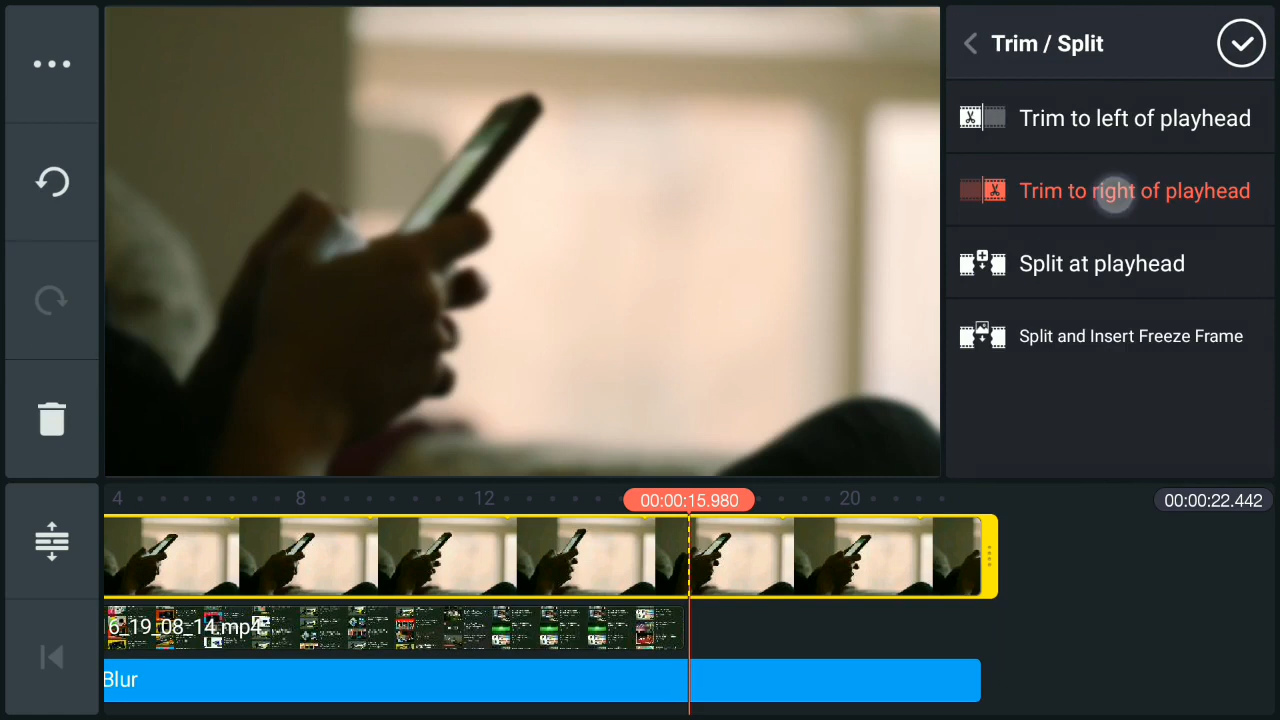 Trim / Split
Trim to left of playhead
Trim to right of playhead
Split at playhead
Split and Insert Freeze Frame
4 8 12 00:00:15.980 20 00:00:22.442
6_19_08_14.mp4
Blur